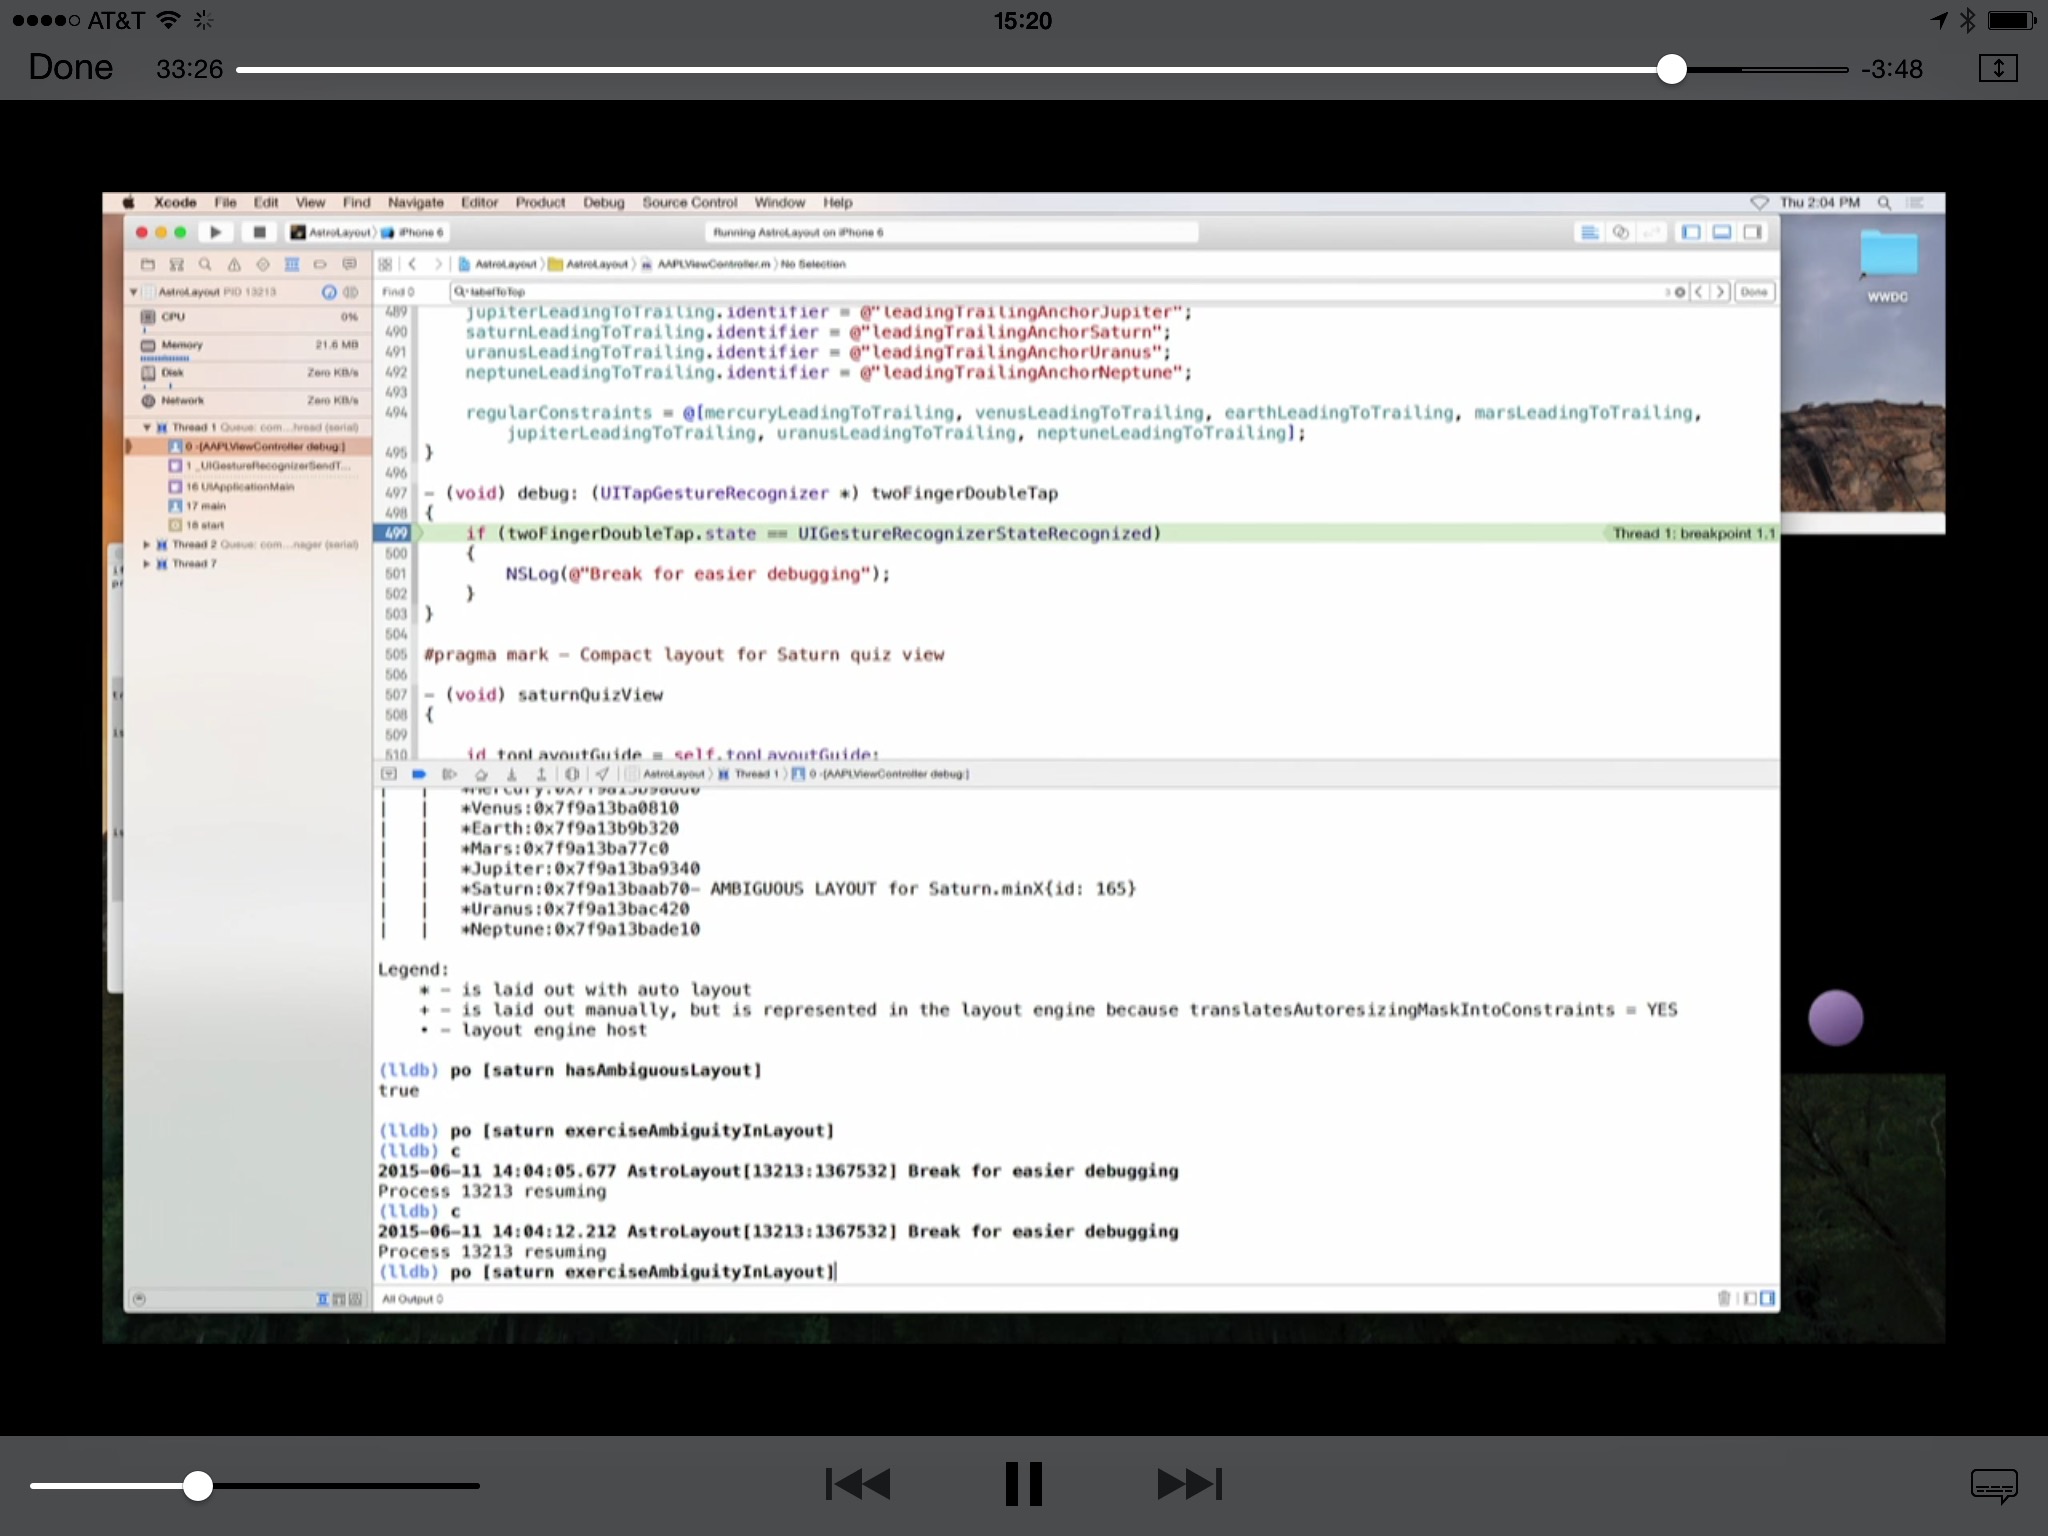 AT&T 15:20
Done 33:26 -3:48
Xcode File Edit View Find Navigate Editor Product Debug Source Control Window Help Thu 2:04 PM
AstroLayout iPhone 6 Running AstroLayout on iPhone 6
AstroLayout AstroLayout AAPLViewController.m No Selection
WWDC
AstroLayout PID 13213
Find labelToTop 3 Done
CPU 0%
Memory 21.6 MB
Disk Zero KB/s
Network Zero KB/s
Thread 1 Queue: com...hread (serial)
0 -[AAPLViewController debug:]
1 _UIGestureRecognizerSendT...
16 UIApplicationMain
17 main
18 start
Thread 2 Queue: com...nager (serial)
Thread 7
489 jupiterLeadingToTrailing.identifier = @"leadingTrailingAnchorJupiter";
490 saturnLeadingToTrailing.identifier = @"leadingTrailingAnchorSaturn";
491 uranusLeadingToTrailing.identifier = @"leadingTrailingAnchorUranus";
492 neptuneLeadingToTrailing.identifier = @"leadingTrailingAnchorNeptune";
493
494 regularConstraints = @[mercuryLeadingToTrailing, venusLeadingToTrailing, earthLeadingToTrailing, marsLeadingToTrailing,
jupiterLeadingToTrailing, uranusLeadingToTrailing, neptuneLeadingToTrailing];
495 }
496
497 - (void) debug: (UITapGestureRecognizer *) twoFingerDoubleTap
498 {
499 if (twoFingerDoubleTap.state == UIGestureRecognizerStateRecognized) Thread 1: breakpoint 1.1
500 {
501 NSLog(@"Break for easier debugging");
502 }
503 }
504
505 #pragma mark - Compact layout for Saturn quiz view
506
507 - (void) saturnQuizView
508 {
509
510 id topLayoutGuide = self.topLayoutGuide;
AstroLayout Thread 1 0 -[AAPLViewController debug:]
| | *Venus:0x7f9a13ba0810
| | *Earth:0x7f9a13b9b320
| | *Mars:0x7f9a13ba77c0
| | *Jupiter:0x7f9a13ba9340
| | *Saturn:0x7f9a13baab70- AMBIGUOUS LAYOUT for Saturn.minX{id: 165}
| | *Uranus:0x7f9a13bac420
| | *Neptune:0x7f9a13bade10
Legend:
* - is laid out with auto layout
+ - is laid out manually, but is represented in the layout engine because translatesAutoresizingMaskIntoConstraints = YES
• - layout engine host
(lldb) po [saturn hasAmbiguousLayout]
true
(lldb) po [saturn exerciseAmbiguityInLayout]
(lldb) c
2015-06-11 14:04:05.677 AstroLayout[13213:1367532] Break for easier debugging
Process 13213 resuming
(lldb) c
2015-06-11 14:04:12.212 AstroLayout[13213:1367532] Break for easier debugging
Process 13213 resuming
(lldb) po [saturn exerciseAmbiguityInLayout]
All Output